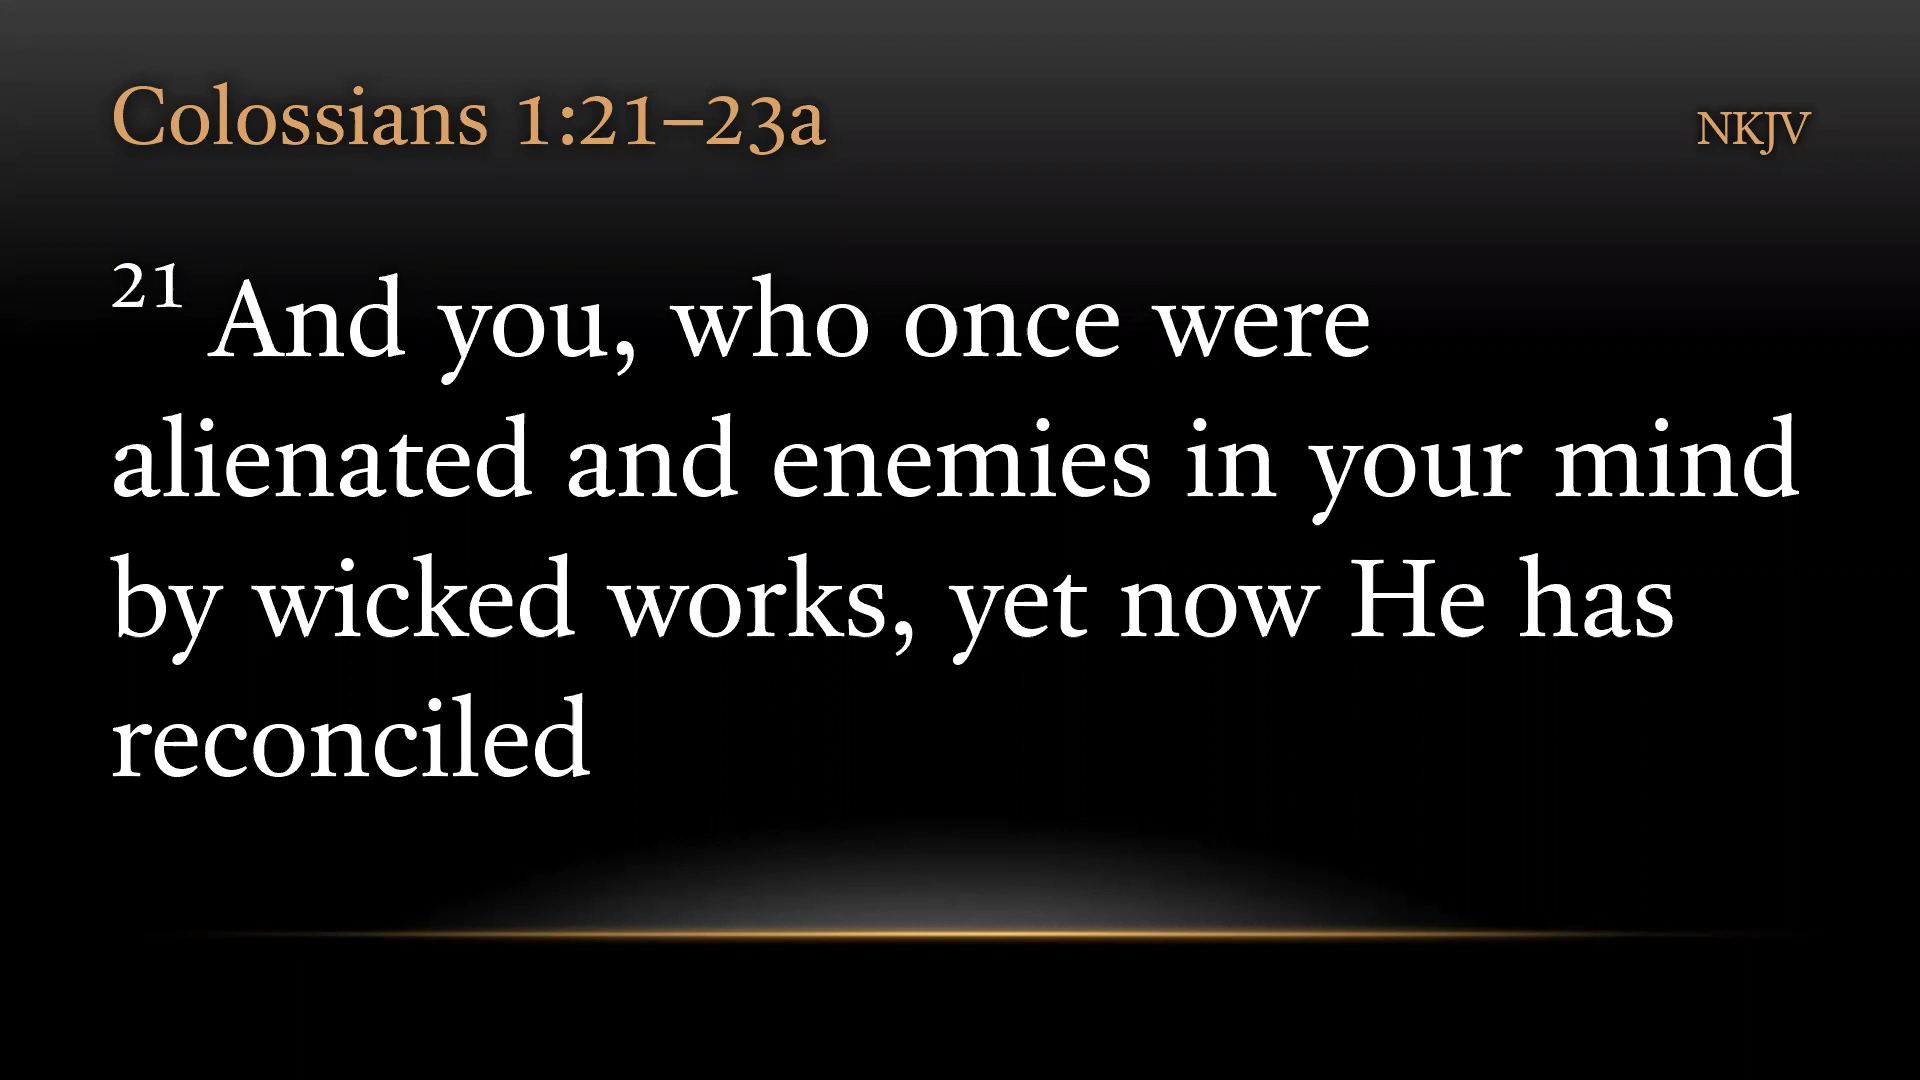 Colossians 1:21–23a
NKJV
21 And you, who once were
alienated and enemies in your mind
by wicked works, yet now He has
reconciled